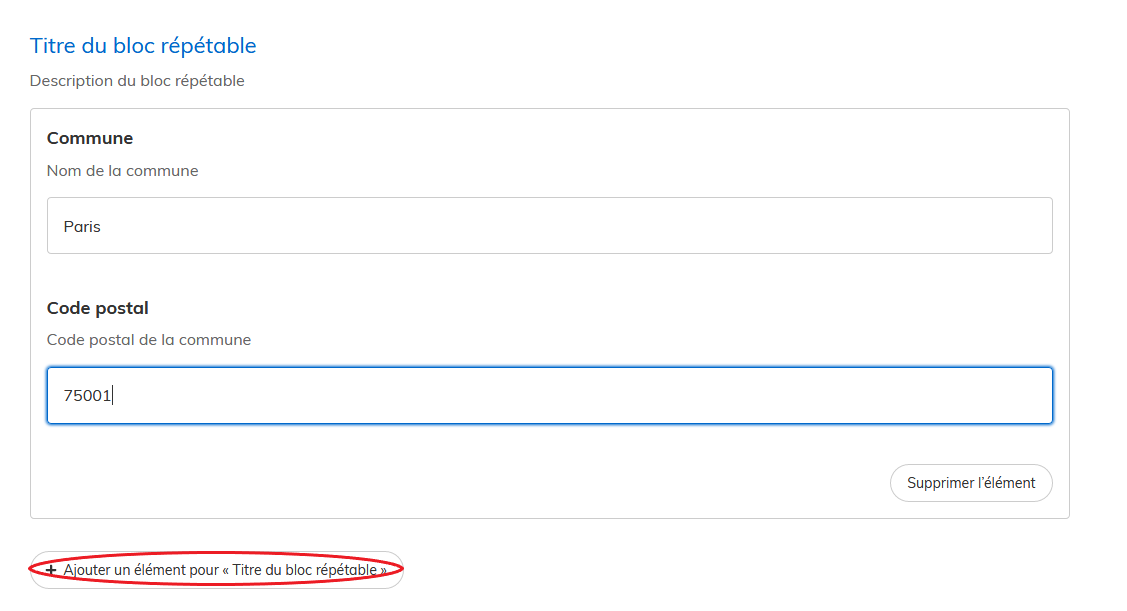 Titre du bloc répétable
Description du bloc répétable
Commune
Nom de la commune
Paris
Code postal
Code postal de la commune
75001
Supprimer l’élément
+ Ajouter un élément pour « Titre du bloc répétable »